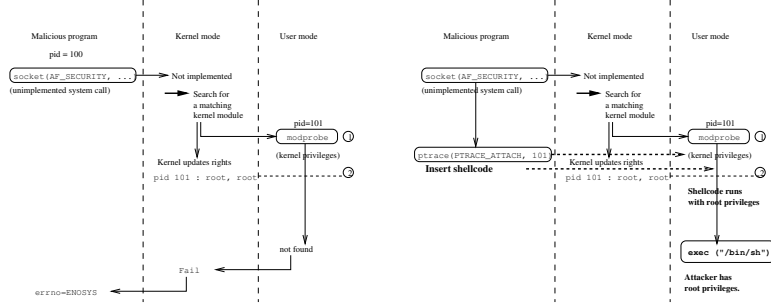 Malicious program
Kernel mode
User mode
pid = 100
socket(AF_SECURITY, ...
Not implemented
(unimplemented system call)
Search for
a matching
kernel module
pid=101
modprobe
1
(kernel privileges)
Kernel updates rights
pid 101 : root, root
2
not found
Fail
errno=ENOSYS
Malicious program
Kernel mode
User mode
socket(AF_SECURITY, ...
Not implemented
(unimplemented system call)
Search for
a matching
kernel module
pid=101
modprobe
1
ptrace(PTRACE_ATTACH, 101)
(kernel privileges)
Insert shellcode
Kernel updates rights
pid 101 : root, root
2
Shellcode runs
with root privileges
exec ("/bin/sh")
Attacker has
root privileges.